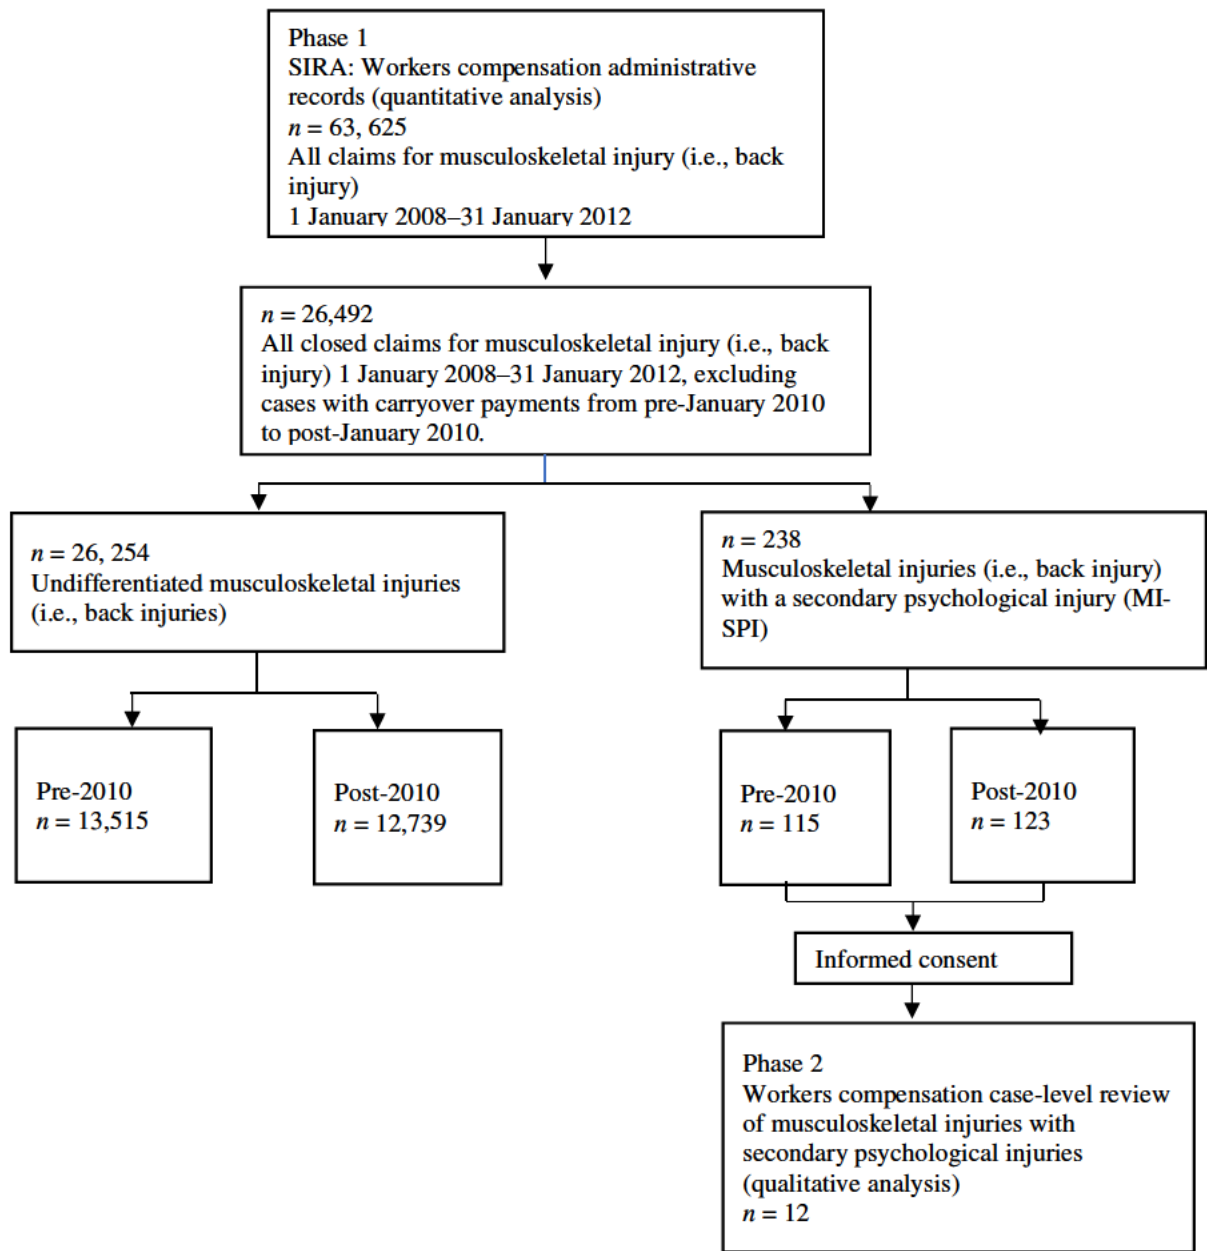 Phase 1
SIRA: Workers compensation administrative
records (quantitative analysis)
n = 63, 625
All claims for musculoskeletal injury (i.e., back
injury)
1 January 2008–31 January 2012
n = 26,492
All closed claims for musculoskeletal injury (i.e., back
injury) 1 January 2008–31 January 2012, excluding
cases with carryover payments from pre-January 2010
to post-January 2010.
n = 26, 254
Undifferentiated musculoskeletal injuries
(i.e., back injuries)
n = 238
Musculoskeletal injuries (i.e., back injury)
with a secondary psychological injury (MI-
SPI)
Pre-2010
n = 13,515
Post-2010
n = 12,739
Pre-2010
n = 115
Post-2010
n = 123
Informed consent
Phase 2
Workers compensation case-level review
of musculoskeletal injuries with
secondary psychological injuries
(qualitative analysis)
n = 12